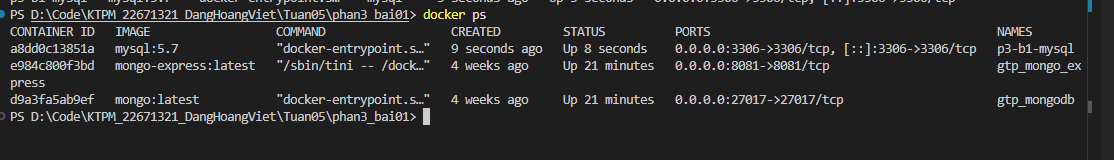 PS D:\Code\KTPM_22671321_DangHoangViet\Tuan05\phan3_bai01> docker ps
CONTAINER ID   IMAGE                  COMMAND                  CREATED         STATUS          PORTS                                         NAMES
a8dd0c13851a   mysql:5.7              "docker-entrypoint.s…"   9 seconds ago   Up 8 seconds    0.0.0.0:3306->3306/tcp, [::]:3306->3306/tcp   p3-b1-mysql
e984c800f3bd   mongo-express:latest   "/sbin/tini -- /dock…"   4 weeks ago     Up 21 minutes   0.0.0.0:8081->8081/tcp                        gtp_mongo_ex
press
d9a3fa5ab9ef   mongo:latest           "docker-entrypoint.s…"   4 weeks ago     Up 21 minutes   0.0.0.0:27017->27017/tcp                      gtp_mongodb
PS D:\Code\KTPM_22671321_DangHoangViet\Tuan05\phan3_bai01>